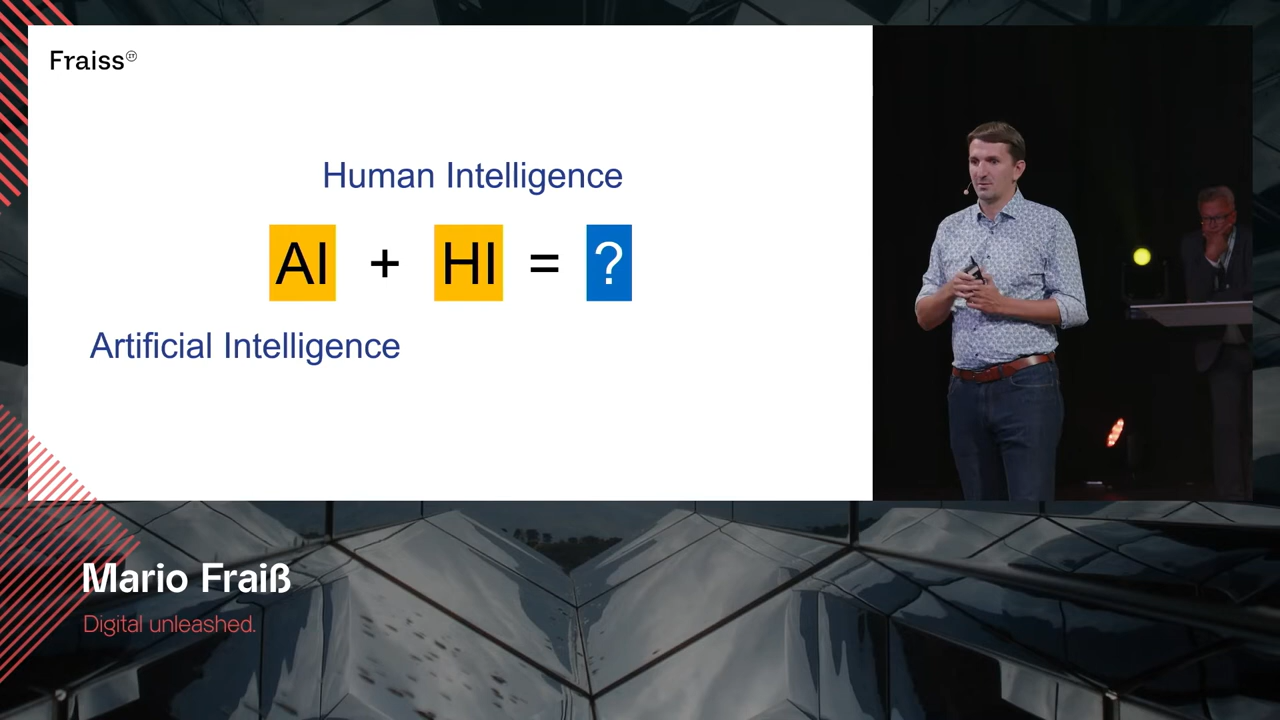 Fraiss
Human Intelligence
AI + HI = ?
Artificial Intelligence
Mario Fraiß
Digital unleashed.